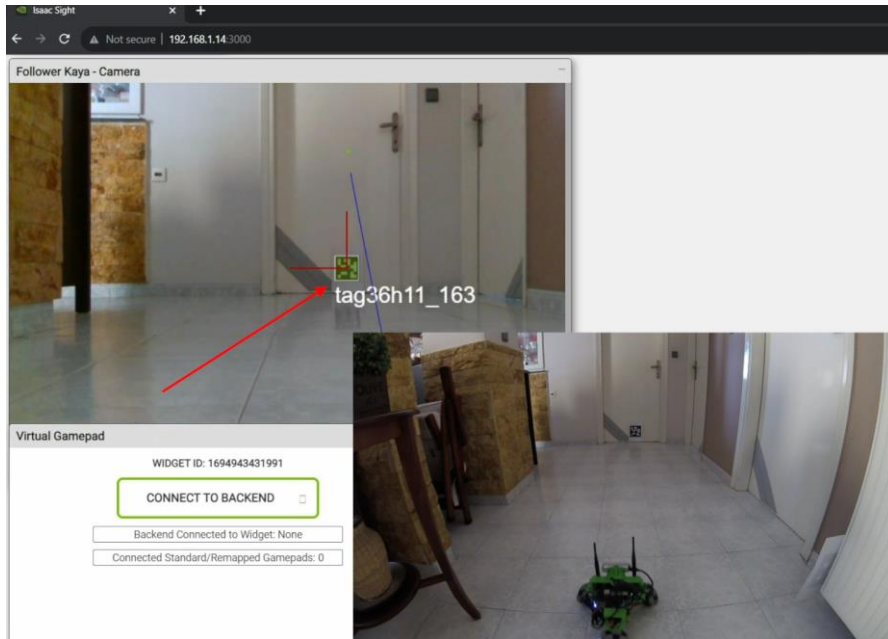 Isaac Sight
Not secure | 192.168.1.14:3000
Follower Kaya - Camera
tag36h11_163
Virtual Gamepad
WIDGET ID: 1694943431991
CONNECT TO BACKEND
Backend Connected to Widget: None
Connected Standard/Remapped Gamepads: 0